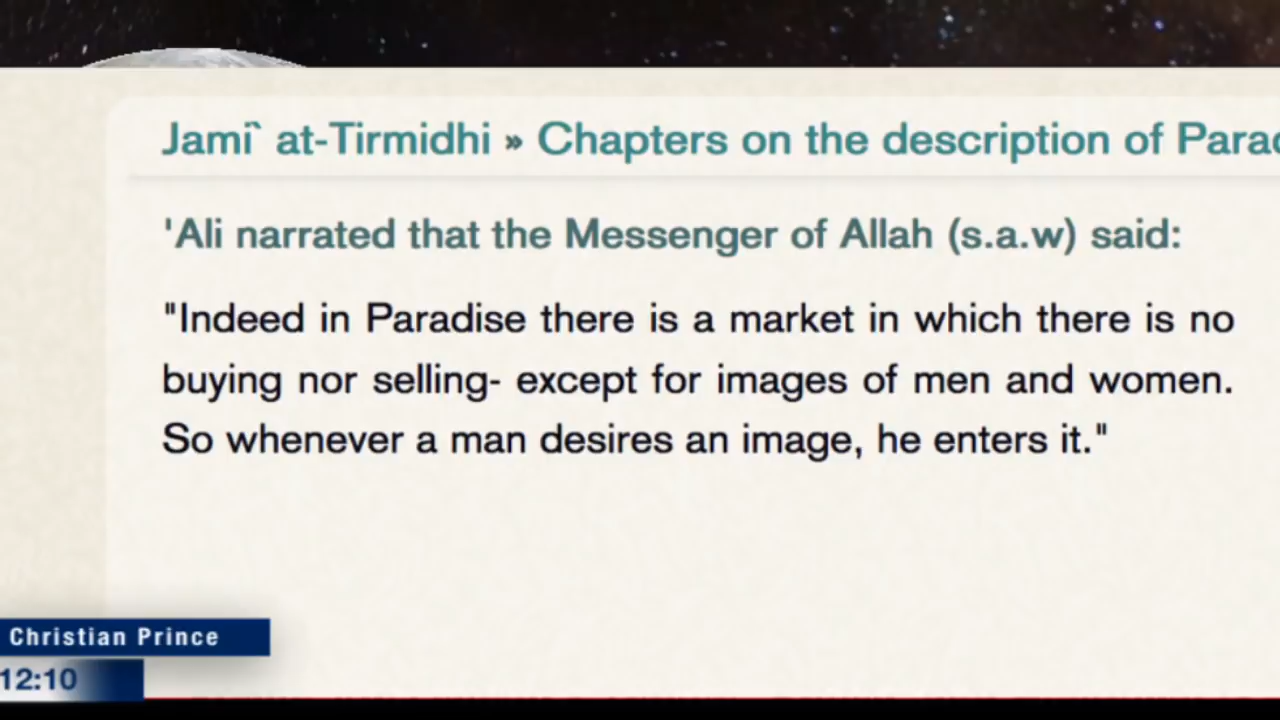 Jami` at-Tirmidhi » Chapters on the description of Parad
'Ali narrated that the Messenger of Allah (s.a.w) said:
"Indeed in Paradise there is a market in which there is no
buying nor selling- except for images of men and women.
So whenever a man desires an image, he enters it."
Christian Prince
12:10